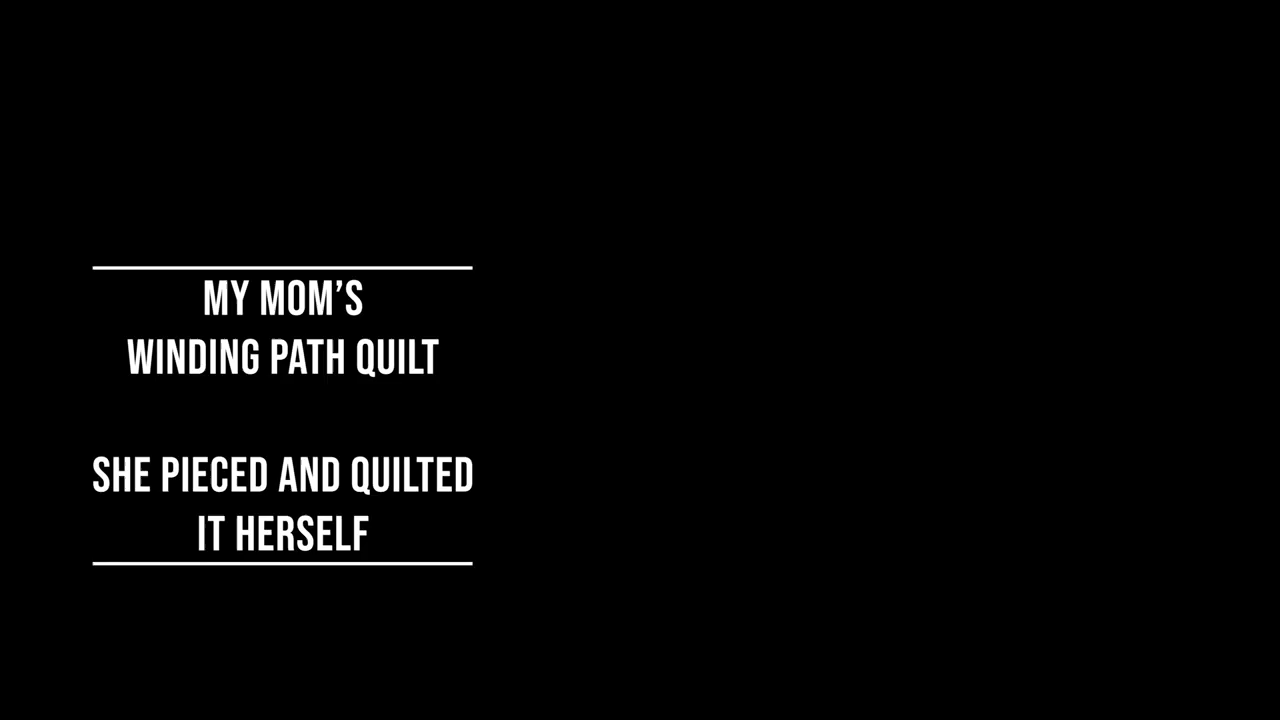 MY MOM’S
WINDING PATH QUILT
SHE PIECED AND QUILTED
IT HERSELF